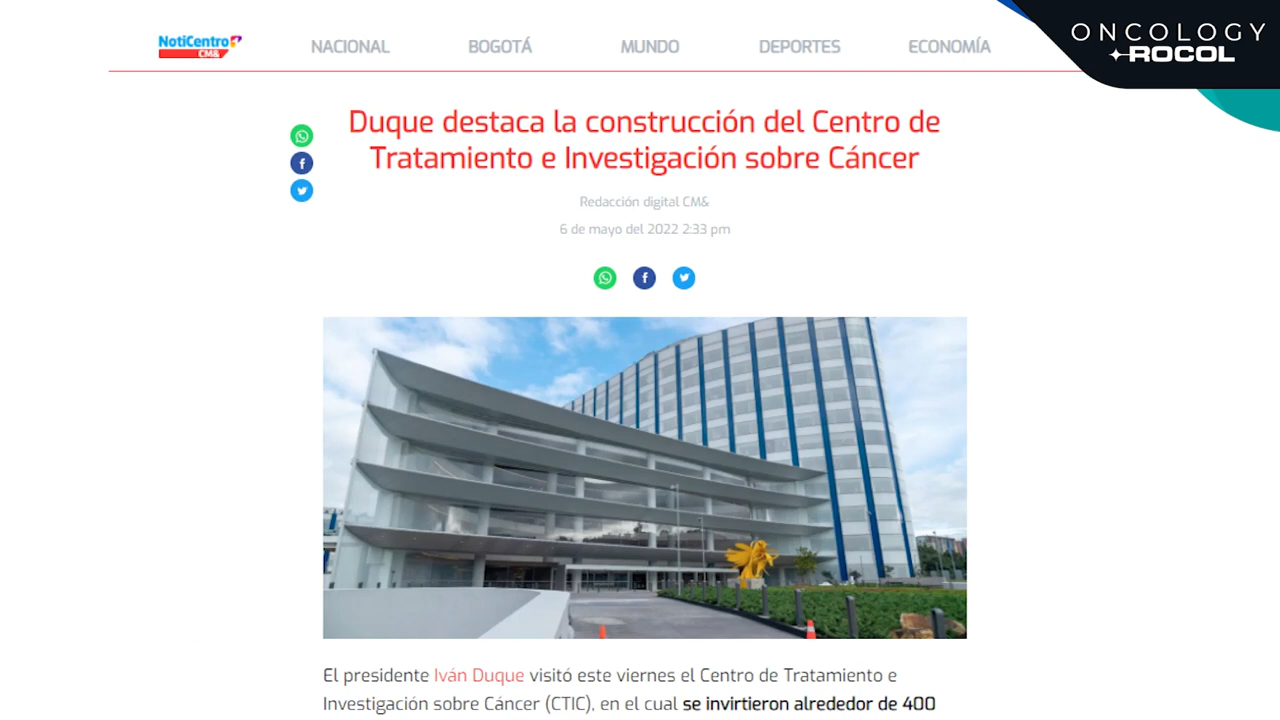 NotiCentro 1
CM&
NACIONAL
BOGOTÁ
MUNDO
DEPORTES
ECONOMÍA
ONCOLOGY
ROCOL
Duque destaca la construcción del Centro de
Tratamiento e Investigación sobre Cáncer
Redacción digital CM&
6 de mayo del 2022 2:33 pm
El presidente Iván Duque visitó este viernes el Centro de Tratamiento e
Investigación sobre Cáncer (CTIC), en el cual se invirtieron alrededor de 400